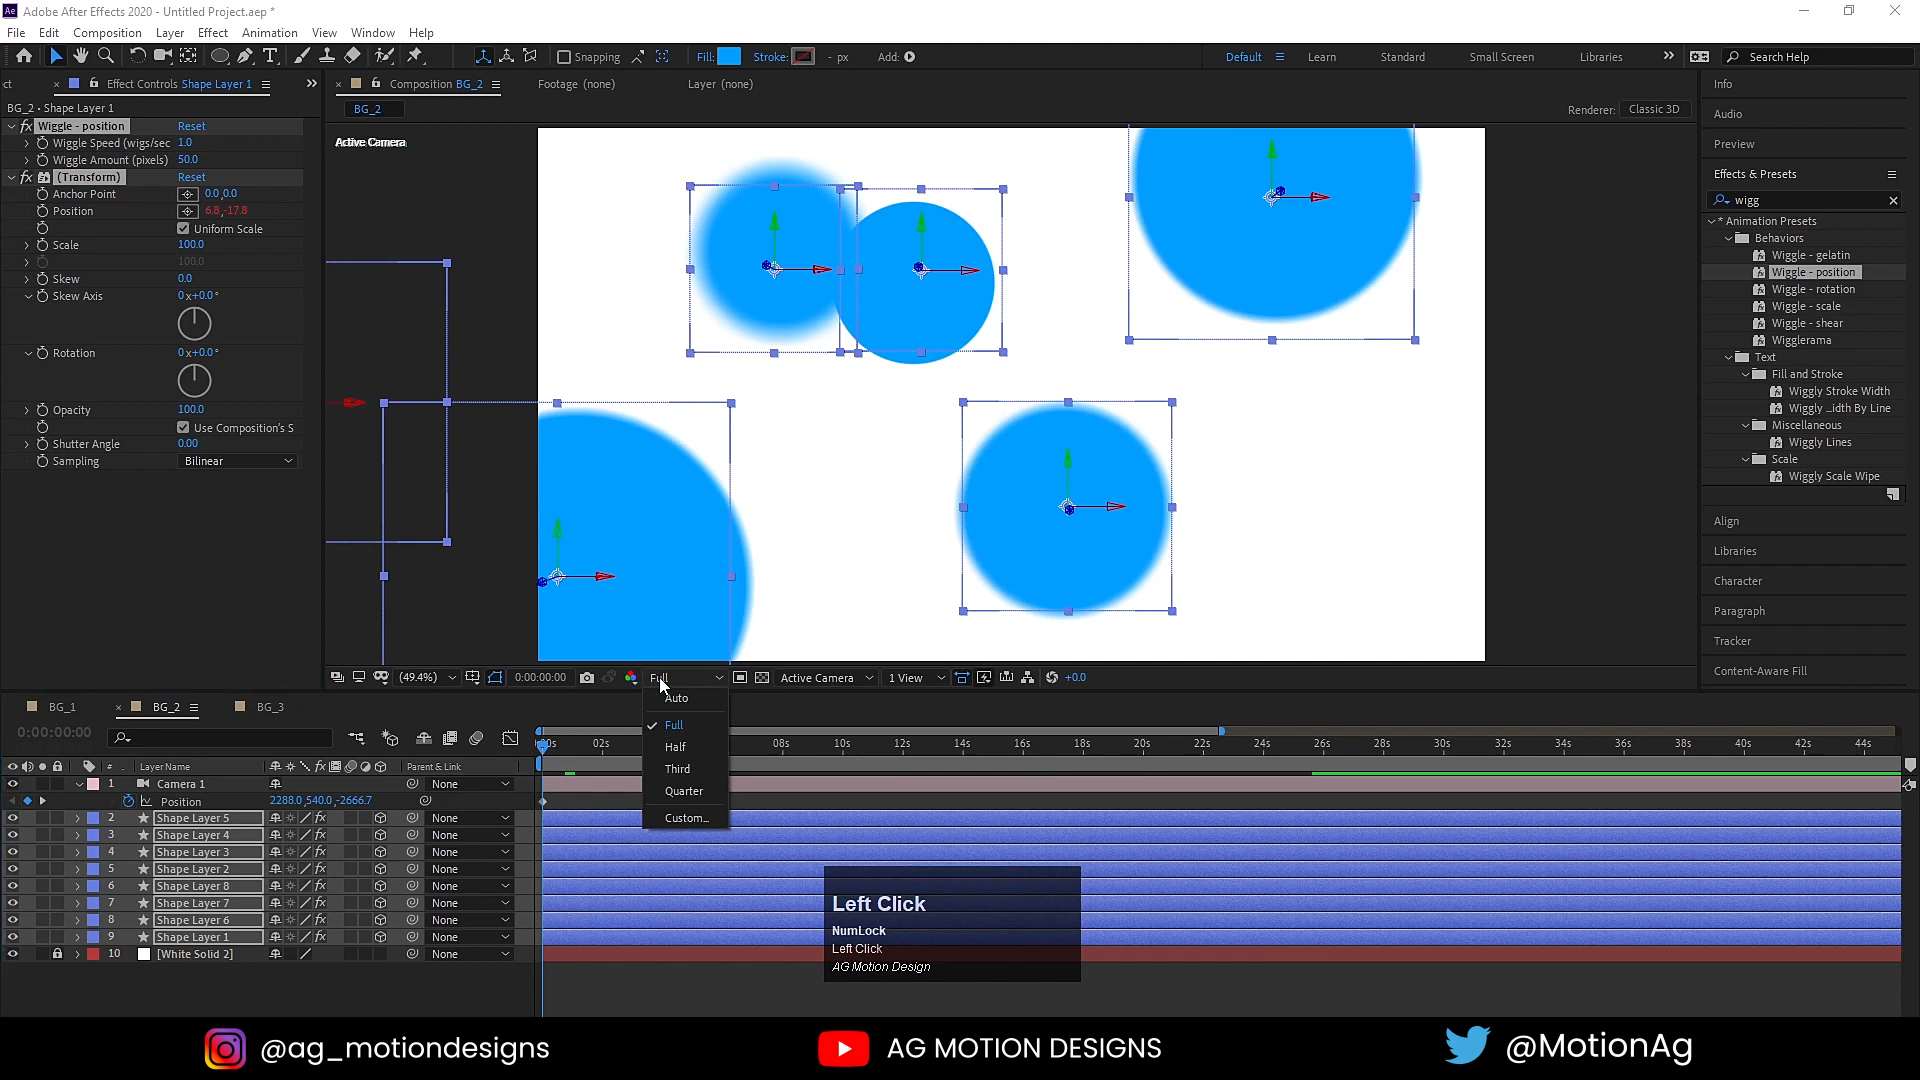 Adobe After Effects 2020 - Untitled Project.aep *
File Edit Composition Layer Effect Animation View Window Help
Snapping Fill: Stroke: - px Add: Default Learn Standard Small Screen Libraries Search Help
ct Effect Controls Shape Layer 1
BG_2 • Shape Layer 1
fx Wiggle - position Reset
Wiggle Speed (wigs/sec 1.0
Wiggle Amount (pixels) 50.0
fx (Transform) Reset
Anchor Point 0.0,0.0
Position 6.8,-17.8
Uniform Scale
Scale 100.0
100.0
Skew 0.0
Skew Axis 0x+0.0°
Rotation 0x+0.0°
Opacity 100.0
Use Composition's S
Shutter Angle 0.00
Sampling Bilinear
Composition BG_2 Footage (none) Layer (none)
BG_2 Renderer: Classic 3D
Active Camera
(49.4%) 0:00:00:00 Full Active Camera 1 View +0.0
Auto
Full
Half
Third
Quarter
Custom...
Info
Audio
Preview
Effects & Presets
wigg
* Animation Presets
Behaviors
Wiggle - gelatin
Wiggle - position
Wiggle - rotation
Wiggle - scale
Wiggle - shear
Wigglerama
Text
Fill and Stroke
Wiggly Stroke Width
Wiggly ...idth By Line
Miscellaneous
Wiggly Lines
Scale
Wiggly Scale Wipe
Align
Libraries
Character
Paragraph
Tracker
Content-Aware Fill
BG_1 BG_2 BG_3
0:00:00:00
02s 08s 10s 12s 14s 16s 18s 22s 24s 26s 28s 30s 32s 34s 36s 38s 40s 42s 44s
# Layer Name fx Parent & Link
1 Camera 1 None
Position 2288.0,540.0,-2666.7
2 Shape Layer 5 fx None
3 Shape Layer 4 fx None
4 Shape Layer 3 fx None
5 Shape Layer 2 fx None
6 Shape Layer 8 fx None
7 Shape Layer 7 fx None
8 Shape Layer 6 fx None
9 Shape Layer 1 fx None
10 [White Solid 2] None
Left Click
NumLock
Left Click
AG Motion Design
@ag_motiondesigns AG MOTION DESIGNS @MotionAg